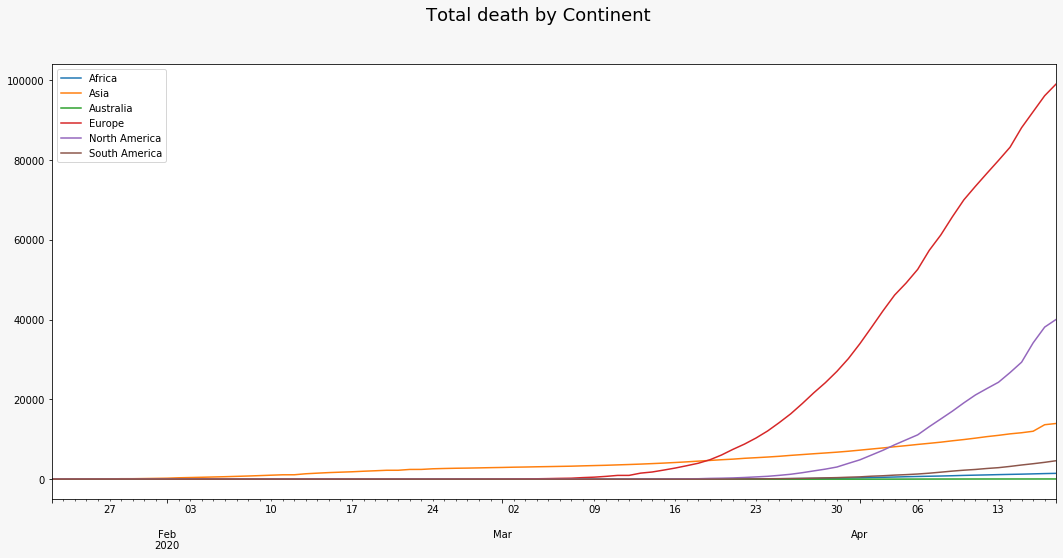 Total death by Continent
Africa
Asia
Australia
Europe
North America
South America
100000
80000
60000
40000
20000
0
27 03 10 17 24 02 09 16 23 30 06 13
Feb Mar Apr
2020